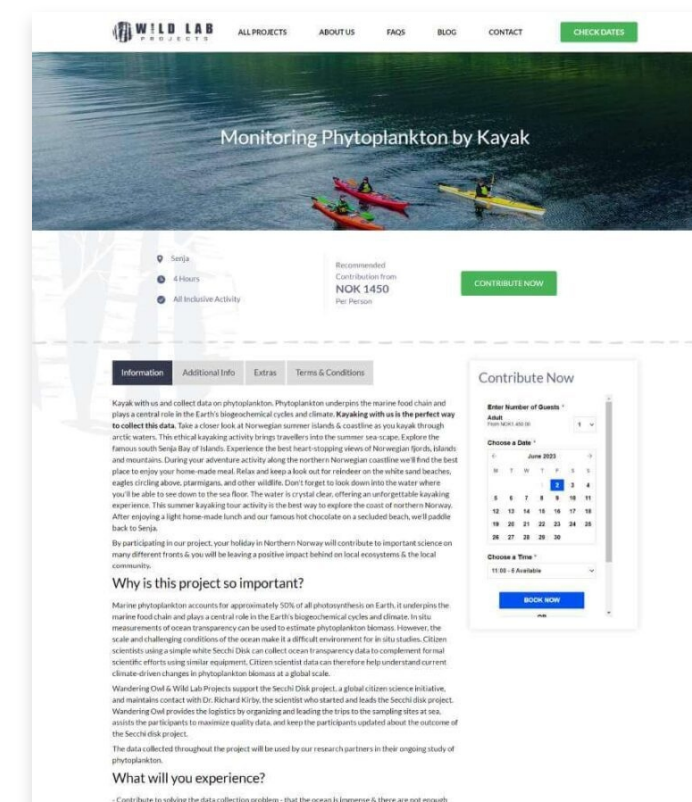 WILD LAB
PROJECTS
ALL PROJECTS
ABOUT US
FAQS
BLOG
CONTACT
CHECK DATES
Monitoring Phytoplankton by Kayak
Senja
4 Hours
All Inclusive Activity
Recommended
Contribution from
NOK 1450
Per Person
CONTRIBUTE NOW
Information
Additional Info
Extras
Terms & Conditions
Kayak with us and collect data on phytoplankton. Phytoplankton underpins the marine food chain and
plays a central role in the Earth's biogeochemical cycles and climate. Kayaking with us is the perfect way
to collect this data. Take a closer look at Norwegian summer islands & coastline as you kayak through
arctic waters. This ethical kayaking activity brings travellers into the summer sea-scape. Explore the
famous south Senja Bay of Islands. Experience the best heart-stopping views of Norwegian fjords, islands
and mountains. During your adventure activity along the northern Norwegian coastline we'll find the best
place to enjoy your home-made meal. Relax and keep a look out for reindeer on the white sand beaches,
eagles circling above, ptarmigans, and other wildlife. Don't forget to look down into the water where
you'll be able to see down to the sea floor. The water is crystal clear, offering an unforgettable kayaking
experience. This summer kayaking tour activity is the best way to explore the coast of northern Norway.
After enjoying a light home-made lunch and our famous hot chocolate on a secluded beach, we'll paddle
back to Senja.
By participating in our project, your holiday in Northern Norway will contribute to important science on
many different fronts & you will be leaving a positive impact behind on local ecosystems & the local
community.
Why is this project so important?
Marine phytoplankton accounts for approximately 50% of all photosynthesis on Earth, it underpins the
marine food chain and plays a central role in the Earth's biogeochemical cycles and climate. In situ
measurements of ocean transparency can be used to estimate phytoplankton biomass. However, the
scale and challenging conditions of the ocean make it a difficult environment for in situ studies. Citizen
scientists using a simple white Secchi Disk can collect ocean transparency data to complement formal
scientific efforts using similar equipment. Citizen scientist data can therefore help understand current
climate-driven changes in phytoplankton biomass at a global scale.
Wandering Owl & Wild Lab Projects support the Secchi Disk project, a global citizen science initiative,
and maintains contact with Dr. Richard Kirby, the scientist who started and leads the Secchi disk project.
Wandering Owl provides the logistics by organizing and leading the trips to the sampling sites at sea,
assists the participants to maximize quality data, and keep the participants updated about the outcome of
the Secchi disk project.
The data collected throughout the project will be used by our research partners in their ongoing study of
phytoplankton.
What will you experience?
- Contribute to solving the data collection problem - that the ocean is immense & there are not enough
Contribute Now
Enter Number of Guests *
Adult
From NOK1,450.00
1
Choose a Date *
June 2023
M T W T F S S
1 2 3 4
5 6 7 8 9 10 11
12 13 14 15 16 17 18
19 20 21 22 23 24 25
26 27 28 29 30
Choose a Time *
11:00 - 6 Available
BOOK NOW